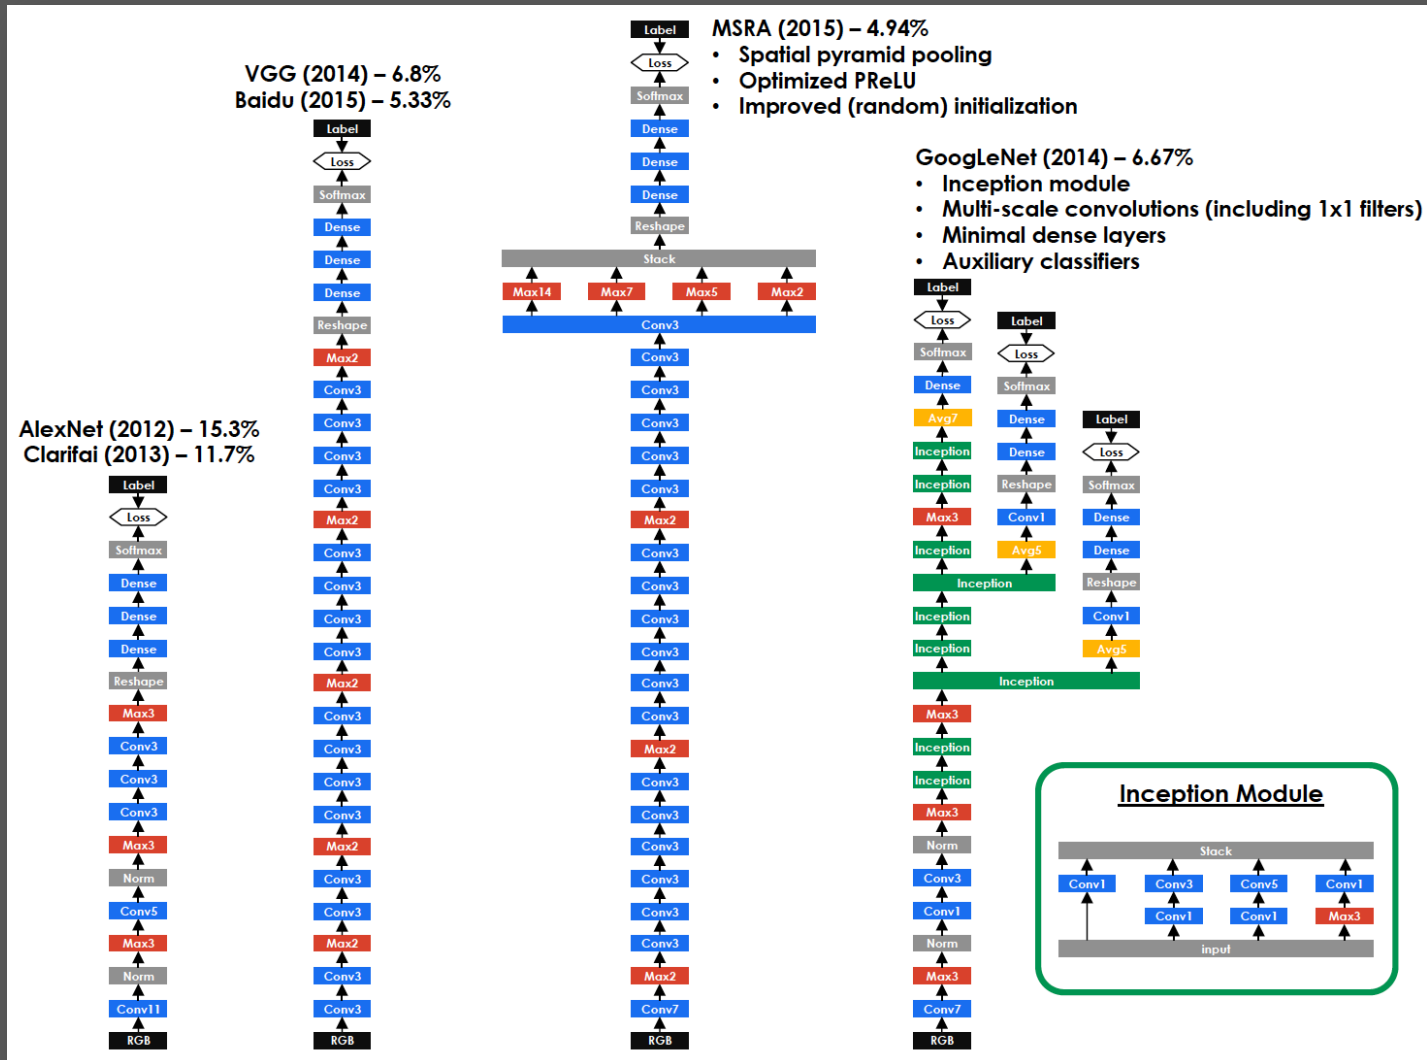 AlexNet (2012) – 15.3%
Clarifai (2013) – 11.7%
Label
Loss
Softmax
Dense
Dense
Dense
Reshape
Max3
Conv3
Conv3
Conv3
Max3
Norm
Conv5
Max3
Norm
Conv11
RGB
VGG (2014) – 6.8%
Baidu (2015) – 5.33%
Label
Loss
Softmax
Dense
Dense
Dense
Reshape
Max2
Conv3
Conv3
Conv3
Conv3
Max2
Conv3
Conv3
Conv3
Conv3
Max2
Conv3
Conv3
Conv3
Conv3
Max2
Conv3
Conv3
Max2
Conv3
Conv3
RGB
MSRA (2015) – 4.94%
• Spatial pyramid pooling
• Optimized PReLU
• Improved (random) initialization
Label
Loss
Softmax
Dense
Dense
Dense
Reshape
Stack
Max14 Max7 Max5 Max2
Conv3
Conv3
Conv3
Conv3
Conv3
Conv3
Max2
Conv3
Conv3
Conv3
Conv3
Conv3
Conv3
Max2
Conv3
Conv3
Conv3
Conv3
Conv3
Conv3
Max2
Conv7
RGB
GoogLeNet (2014) – 6.67%
• Inception module
• Multi-scale convolutions (including 1x1 filters)
• Minimal dense layers
• Auxiliary classifiers
Label
Loss
Softmax
Dense
Avg7
Inception
Inception
Max3
Inception
Inception
Inception
Inception
Inception
Max3
Inception
Inception
Max3
Norm
Conv3
Conv1
Norm
Max3
Conv7
RGB
Label
Loss
Softmax
Dense
Dense
Reshape
Conv1
Avg5
Label
Loss
Softmax
Dense
Dense
Reshape
Conv1
Avg5
Inception Module
Stack
Conv1 Conv3 Conv5 Conv1
Conv1 Conv1 Max3
input